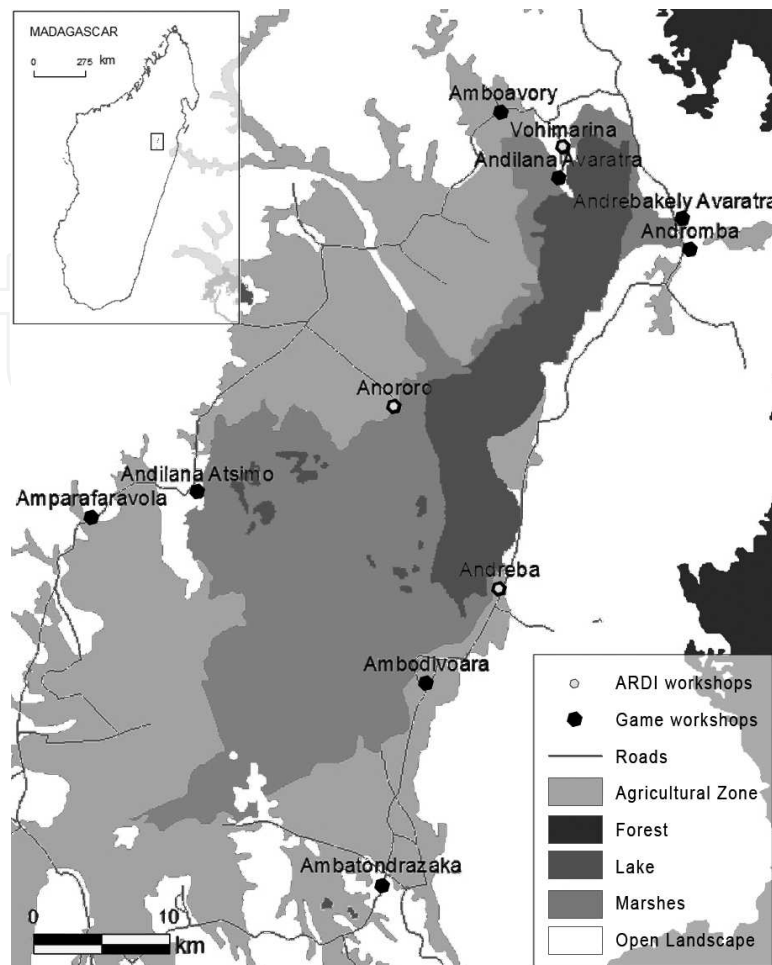 MADAGASCAR
0 275 km
Amboavory
Vohimarina
Andilana Avaratra
Andrebakely Avaratra
Andromba
Anororo
Andilana Atsimo
Amparafaravola
Andreba
Ambodivoara
Ambatondrazaka
0 10
km
ARDI workshops
Game workshops
Roads
Agricultural Zone
Forest
Lake
Marshes
Open Landscape